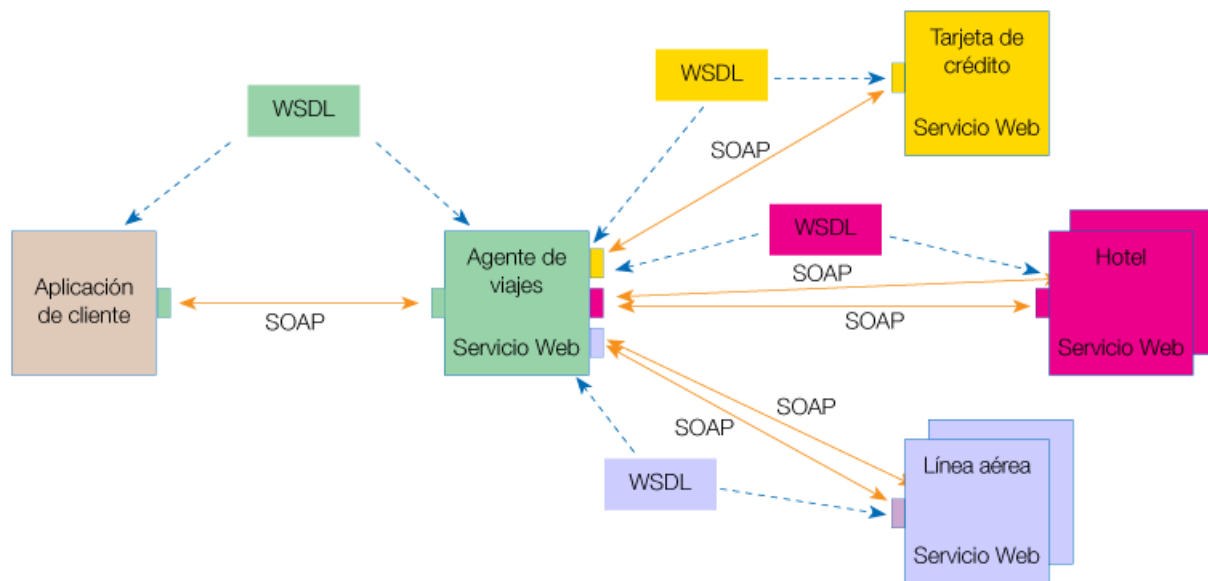 Tarjeta de
crédito
Servicio Web
WSDL
WSDL
SOAP
WSDL
Aplicación
de cliente
SOAP
Agente de
viajes
Servicio Web
SOAP
SOAP
Hotel
Servicio Web
SOAP
SOAP
WSDL
Línea aérea
Servicio Web